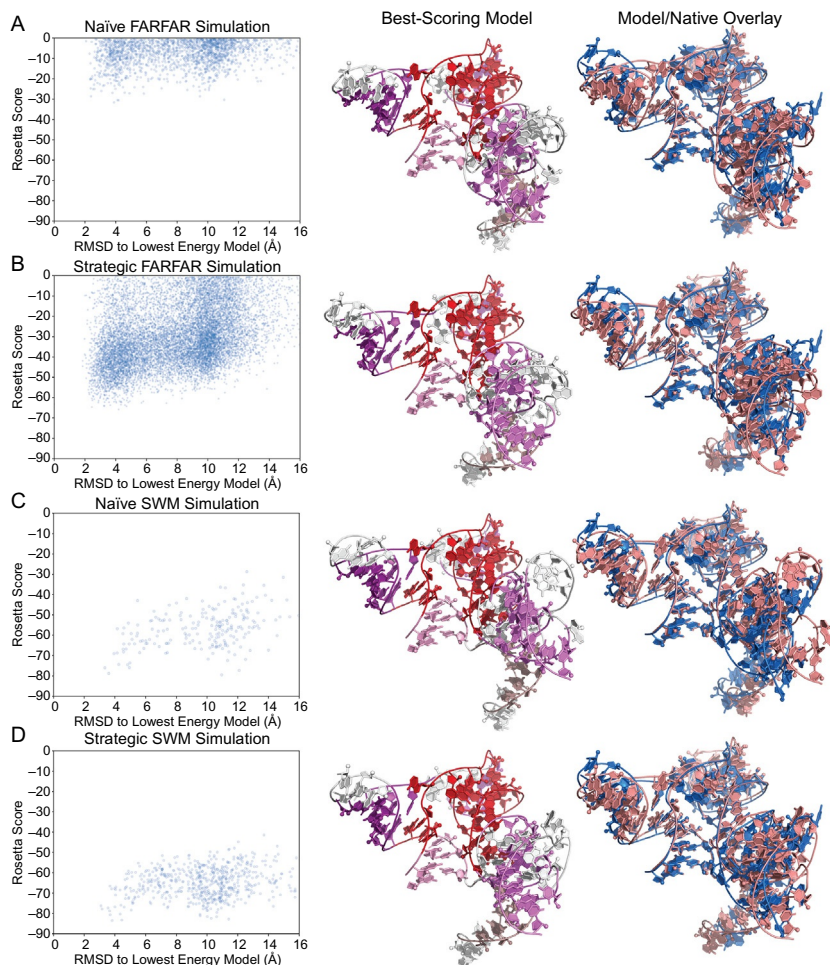 A
Naïve FARFAR Simulation
Best-Scoring Model
Model/Native Overlay
Rosetta Score
0
−10
−20
−30
−40
−50
−60
−70
−80
−90
0 2 4 6 8 10 12 14 16
RMSD to Lowest Energy Model (Å)
B
Strategic FARFAR Simulation
Rosetta Score
0
−10
−20
−30
−40
−50
−60
−70
−80
−90
0 2 4 6 8 10 12 14 16
RMSD to Lowest Energy Model (Å)
C
Naïve SWM Simulation
Rosetta Score
0
−10
−20
−30
−40
−50
−60
−70
−80
−90
0 2 4 6 8 10 12 14 16
RMSD to Lowest Energy Model (Å)
D
Strategic SWM Simulation
Rosetta Score
0
−10
−20
−30
−40
−50
−60
−70
−80
−90
0 2 4 6 8 10 12 14 16
RMSD to Lowest Energy Model (Å)